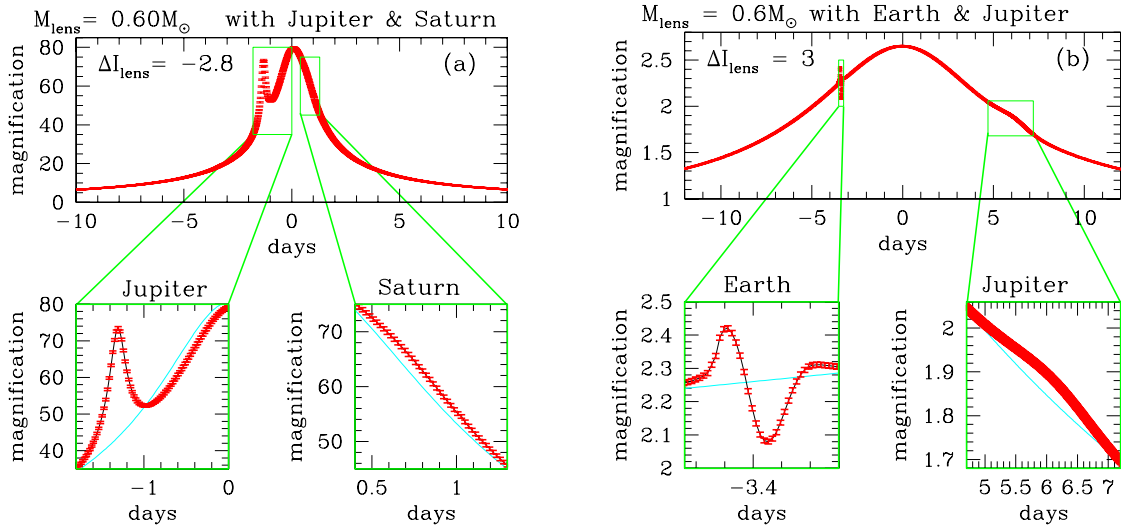 M_lens = 0.60M_⊙ with Jupiter & Saturn
ΔI_lens = −2.8
(a)
magnification
80
60
40
20
0
−10 −5 0 5 10
days
Jupiter
magnification
80
70
60
50
40
−1 0
days
Saturn
magnification
70
60
50
0.5 1
days
M_lens = 0.6M_⊙ with Earth & Jupiter
ΔI_lens = 3
(b)
magnification
2.5
2
1.5
1
−10 −5 0 5 10
days
Earth
magnification
2.5
2.4
2.3
2.2
2.1
2
−3.4
days
Jupiter
magnification
2
1.9
1.8
1.7
5 5.5 6 6.5 7
days